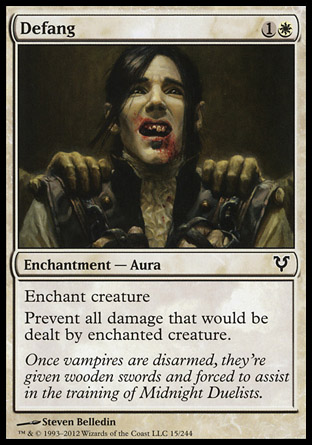 Defang 1
Enchantment — Aura
Enchant creature
Prevent all damage that would be
dealt by enchanted creature.
Once vampires are disarmed, they're
given wooden swords and forced to assist
in the training of Midnight Duelists.
Steven Belledin
™ & © 1993–2012 Wizards of the Coast LLC 15/244